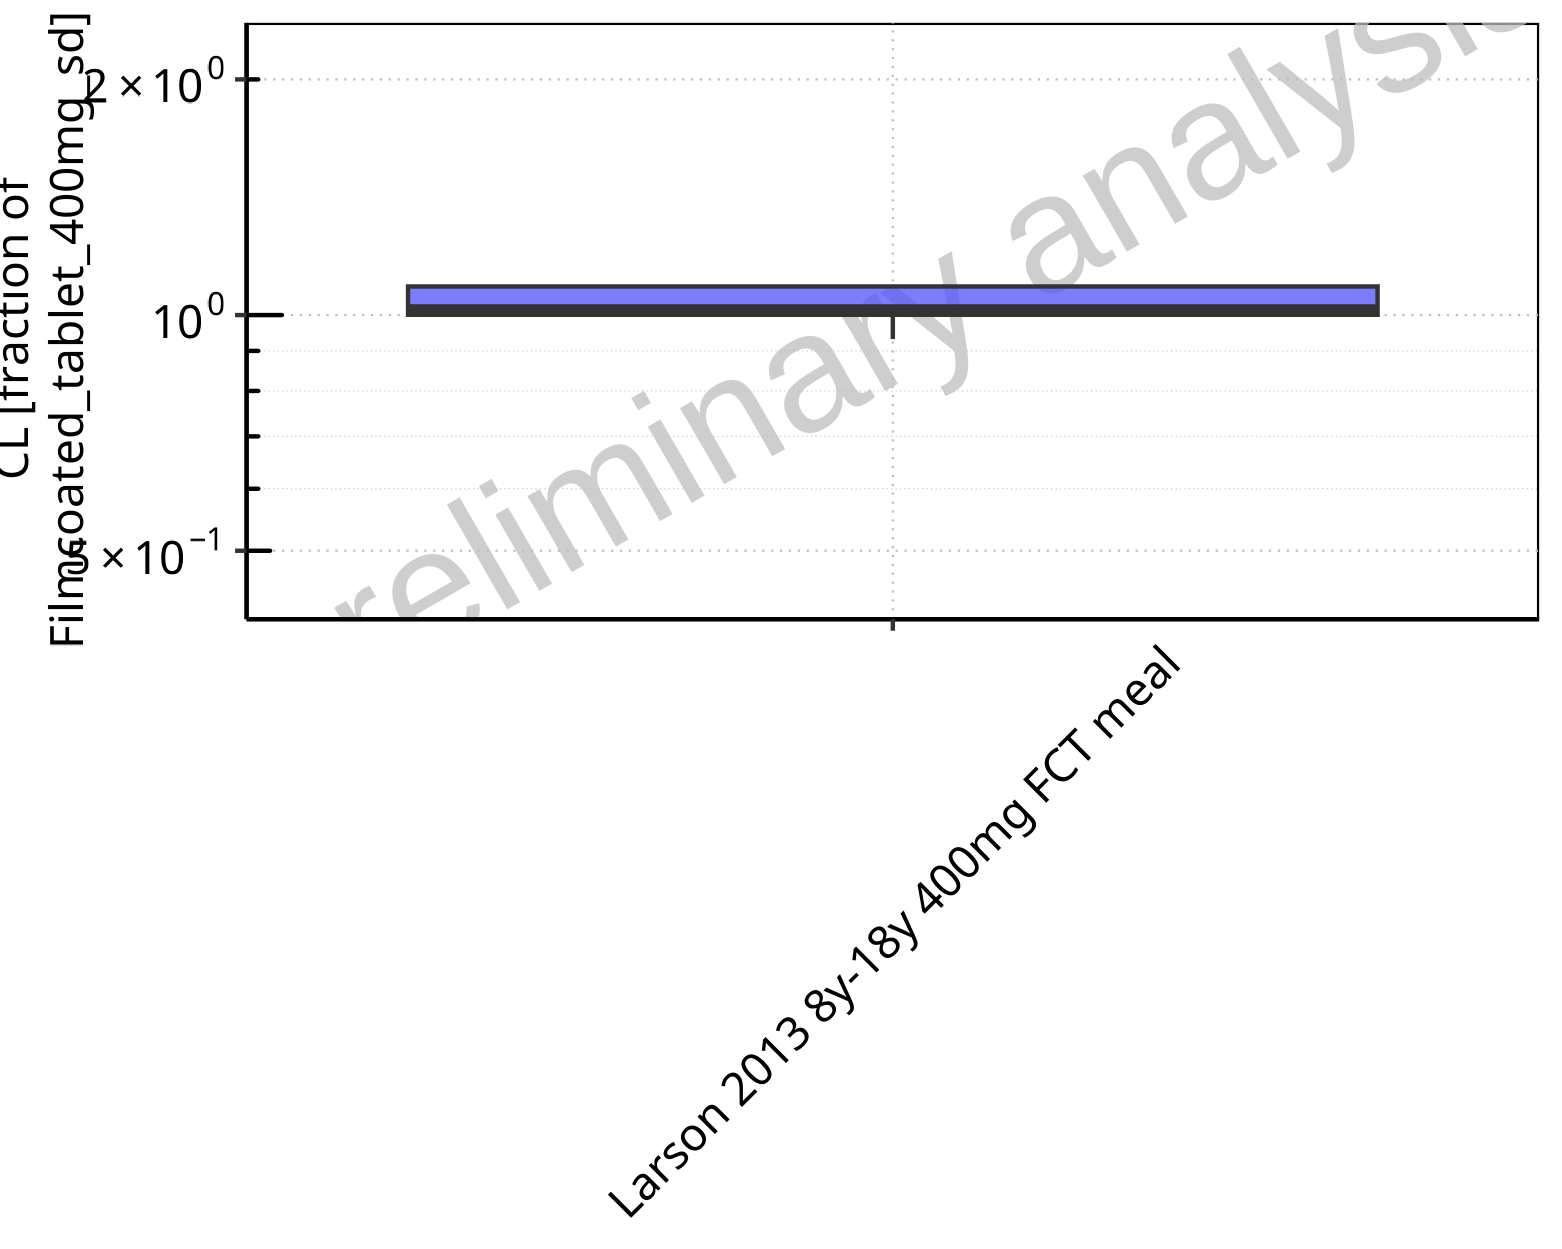 CL [fraction of
Filmcoated_tablet_400mg_sd]
2 × 10⁰
10⁰
5 × 10⁻¹
reliminary analysis
Larson 2013 8y-18y 400mg FCT meal